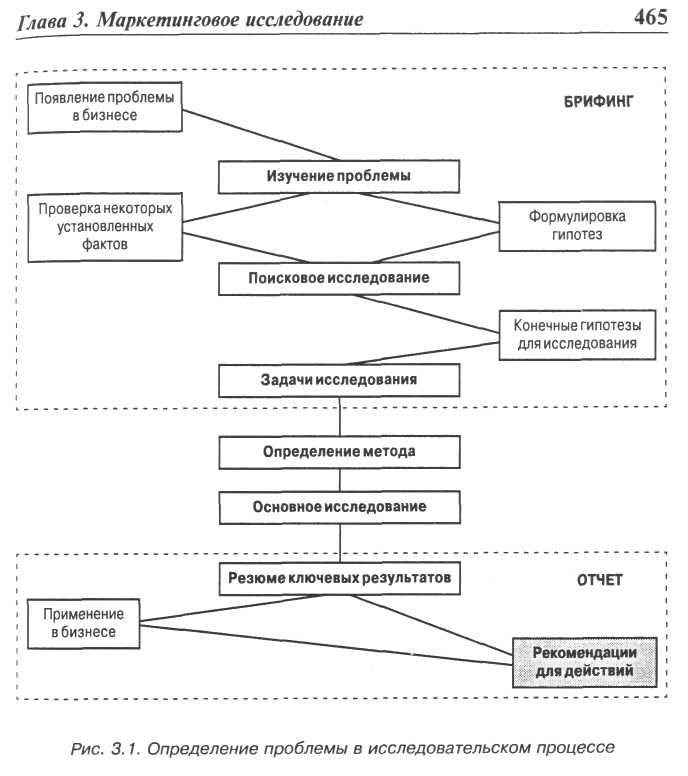 Глава 3. Маркетинговое исследование 465
Появление проблемы
в бизнесе
БРИФИНГ
Изучение проблемы
Проверка некоторых
установленных
фактов
Формулировка
гипотез
Поисковое исследование
Конечные гипотезы
для исследования
Задачи исследования
Определение метода
Основное исследование
Резюме ключевых результатов
ОТЧЕТ
Применение
в бизнесе
Рекомендации
для действий
Рис. 3.1. Определение проблемы в исследовательском процессе